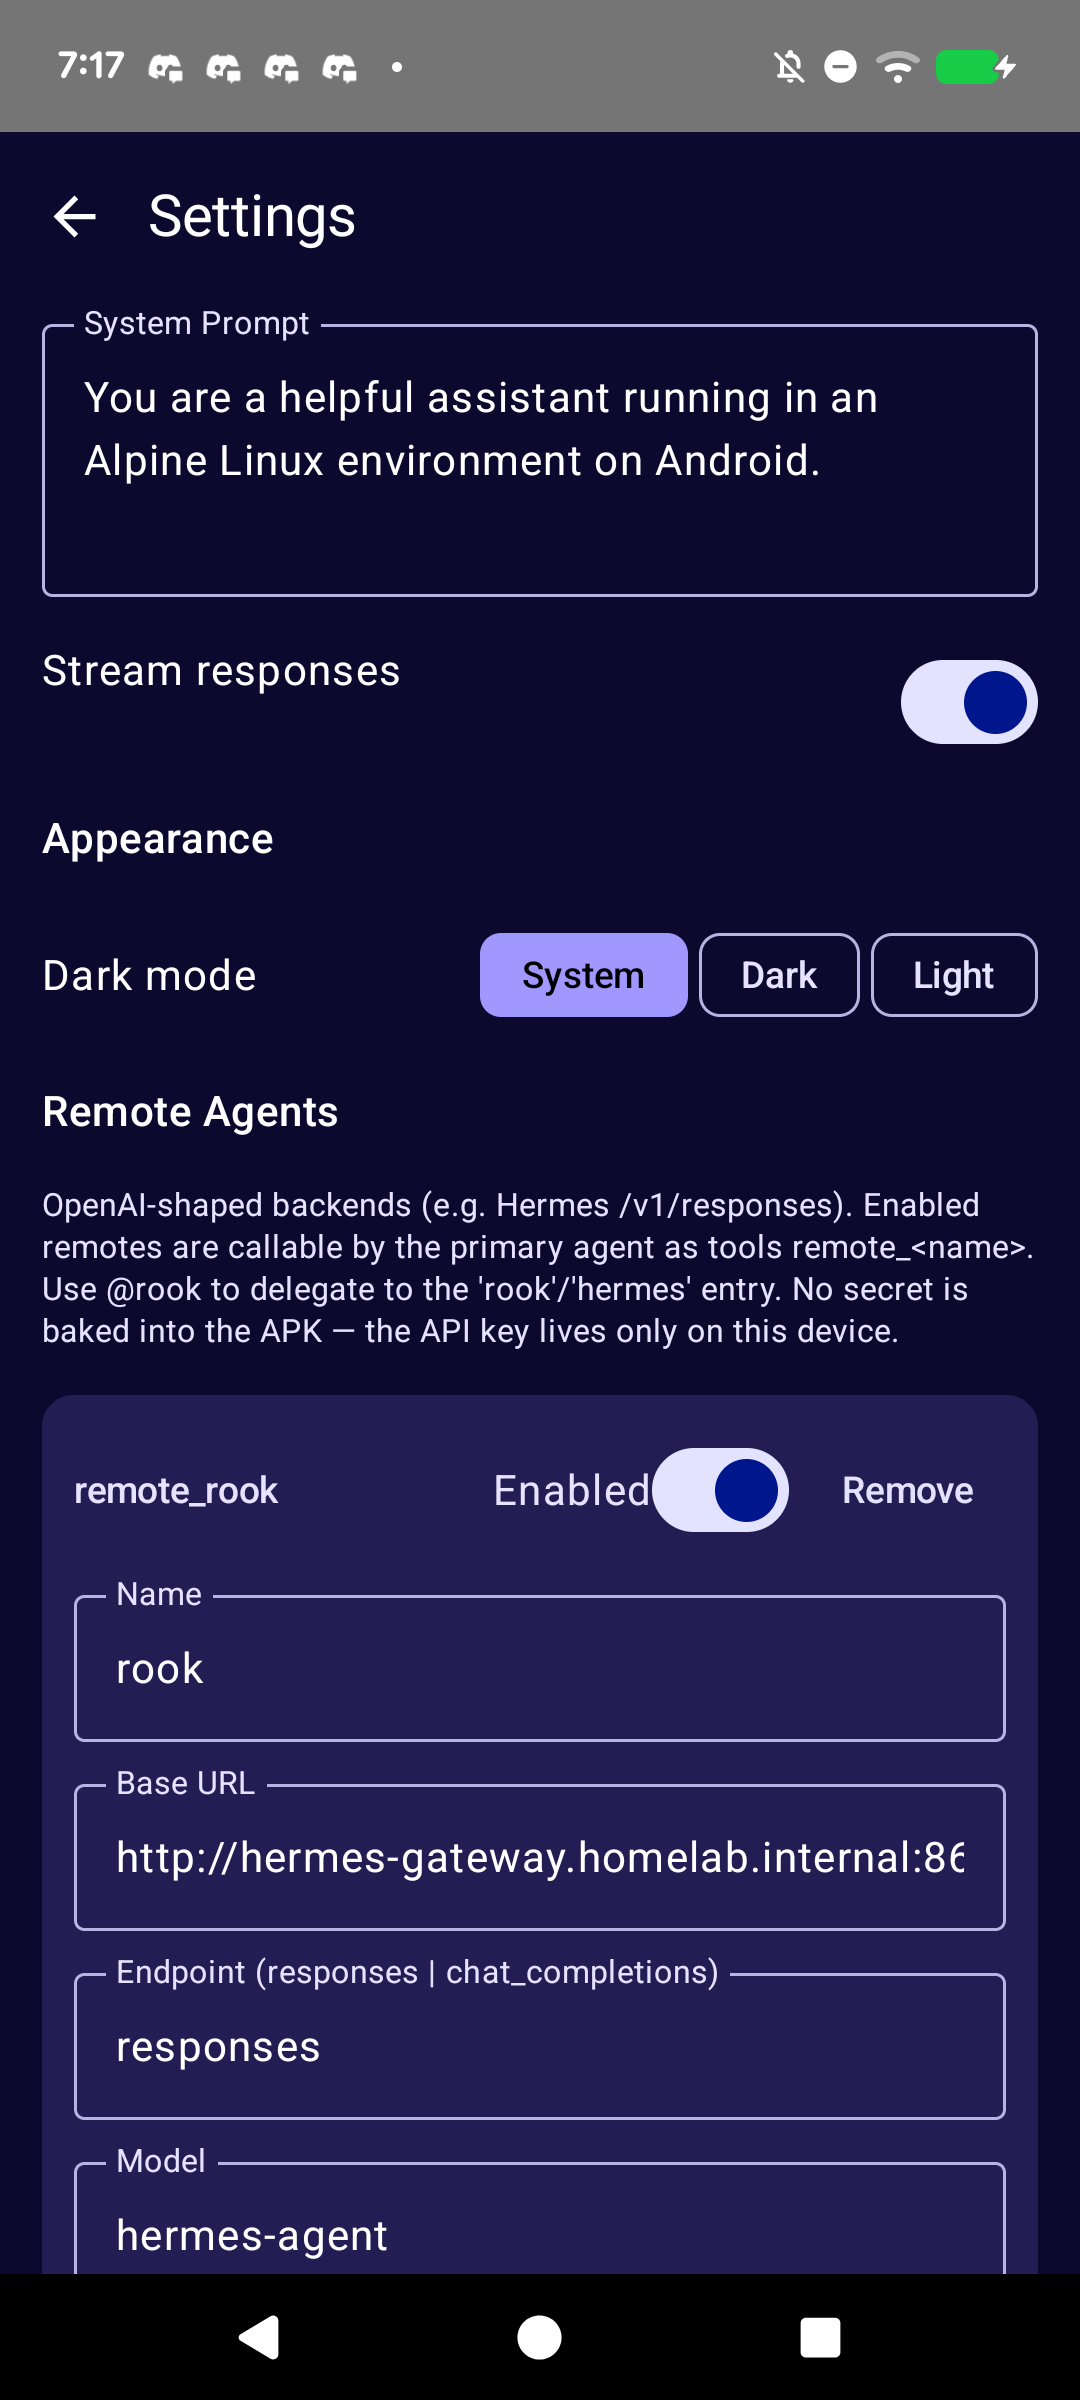 7:17
Settings
System Prompt
You are a helpful assistant running in an
Alpine Linux environment on Android.
Stream responses
Appearance
Dark mode
System
Dark
Light
Remote Agents
OpenAI-shaped backends (e.g. Hermes /v1/responses). Enabled
remotes are callable by the primary agent as tools remote_<name>.
Use @rook to delegate to the 'rook'/'hermes' entry. No secret is
baked into the APK — the API key lives only on this device.
remote_rook
Enabled
Remove
Name
rook
Base URL
http://hermes-gateway.homelab.internal:86
Endpoint (responses | chat_completions)
responses
Model
hermes-agent